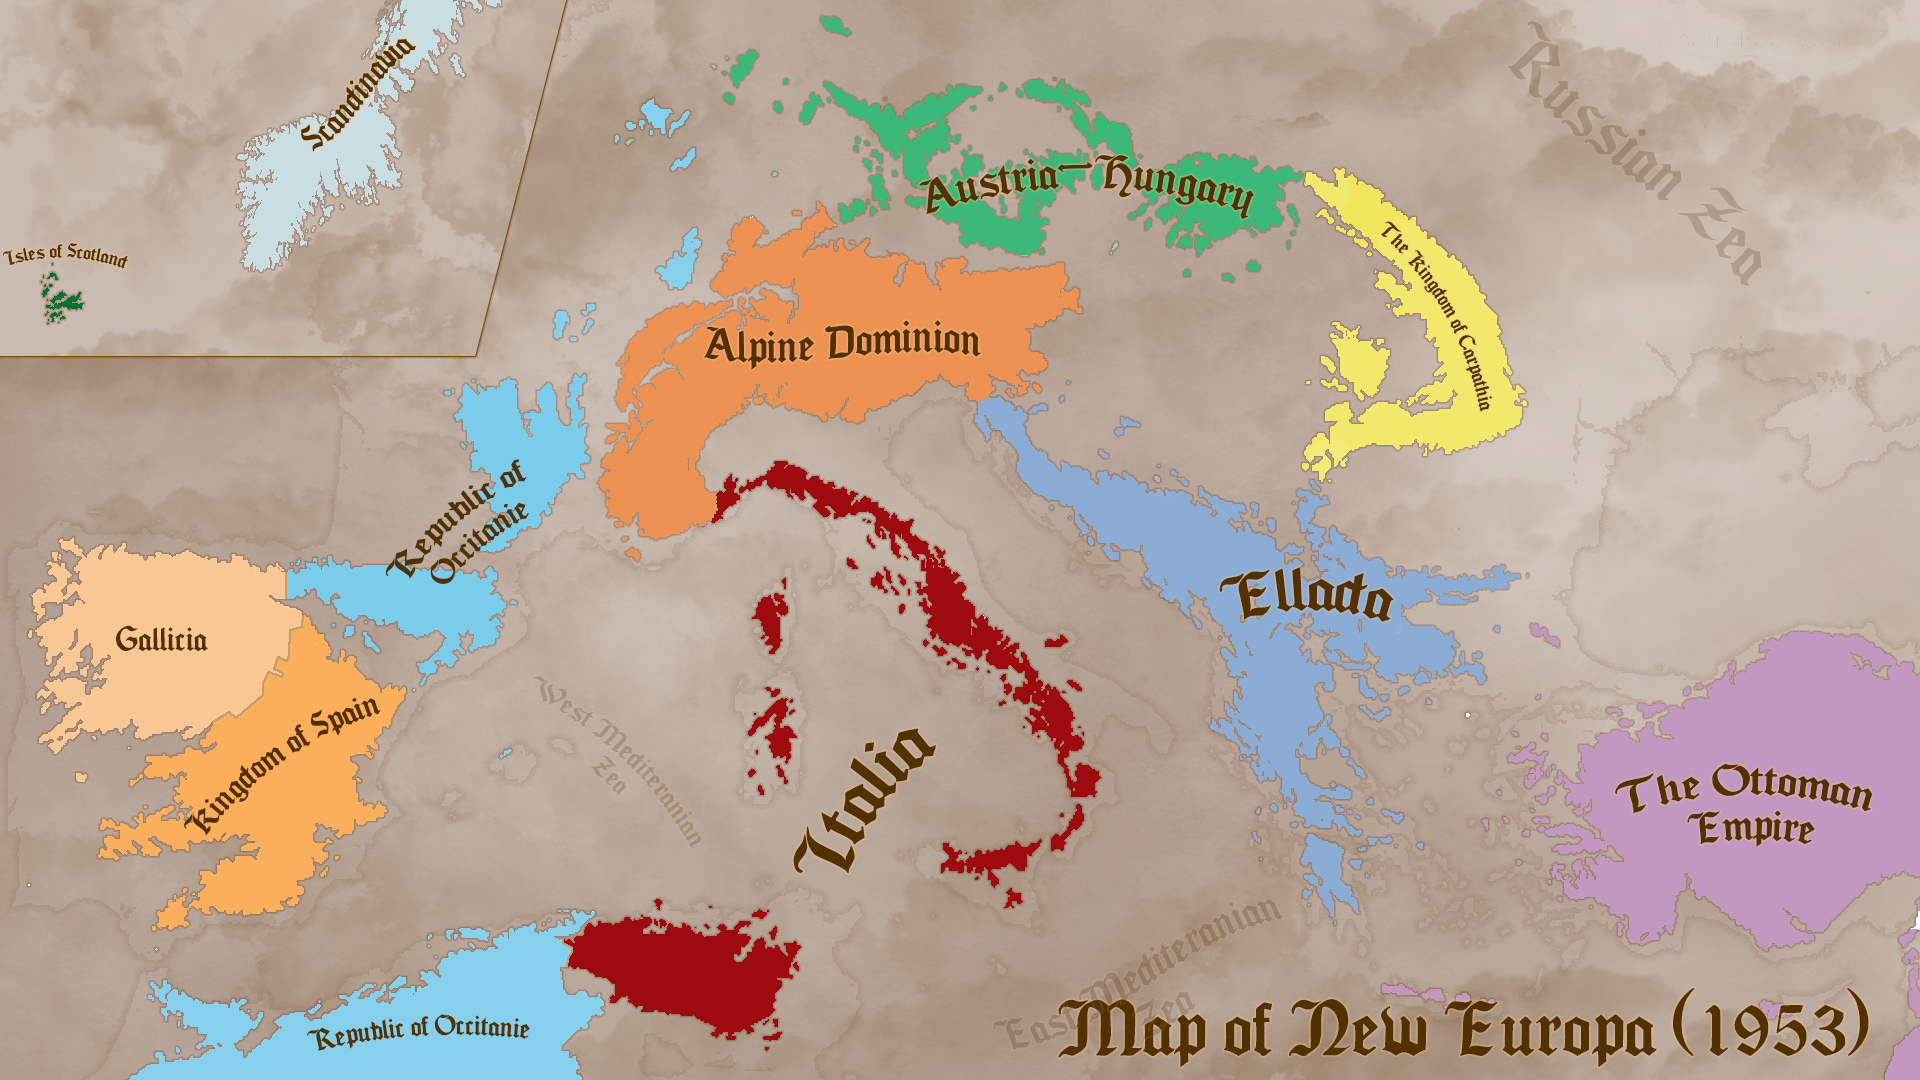 Scandinavia
Isles of Scotland
Russian Zea
Austria-Hungary
The Kingdom of Carpathia
Alpine Dominion
Republic of
Occitanie
Ellada
Gallicia
Kingdom of Spain
West Mediteranian
Zea
Italia
The Ottoman
Empire
East Mediteranian
Zea
Republic of Occitanie
Map of New Europa (1953)